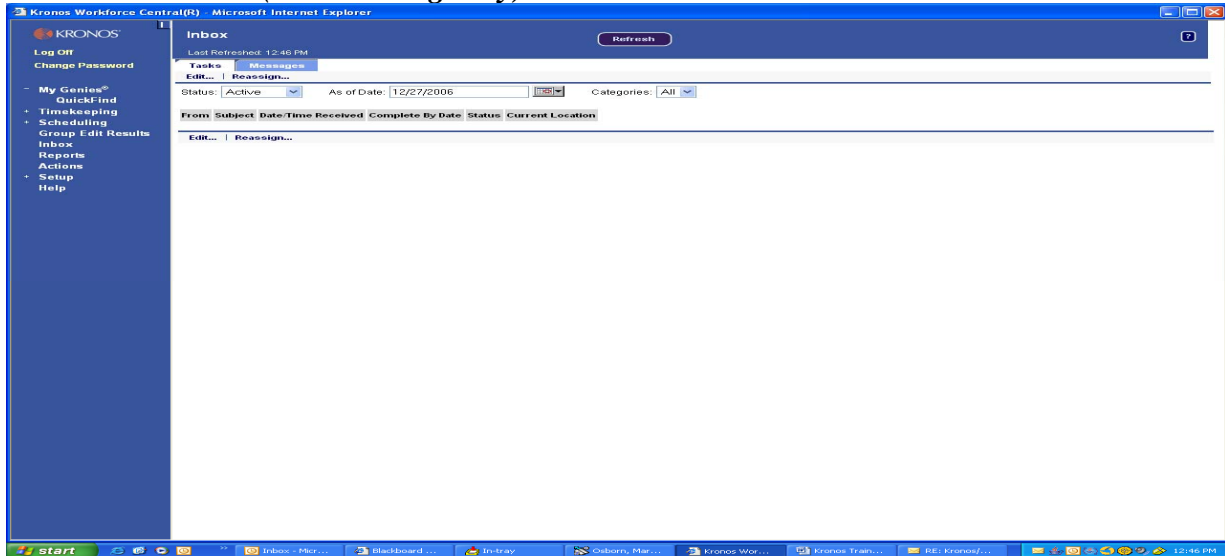 Kronos Workforce Central(R) - Microsoft Internet Explorer
KRONOS®
Log Off
Change Password
− My Genies®
QuickFind
+ Timekeeping
+ Scheduling
Group Edit Results
Inbox
Reports
Actions
+ Setup
Help
Inbox
Refresh
?
Last Refreshed: 12:46 PM
Tasks Messages
Edit... | Reassign...
Status: Active As of Date: 12/27/2006 Categories: All
From Subject Date/Time Received Complete By Date Status Current Location
Edit... | Reassign...
start Inbox - Micr... Blackboard ... In-tray Osborn, Mar... Kronos Wor... Kronos Train... RE: Kronos/... 12:46 PM